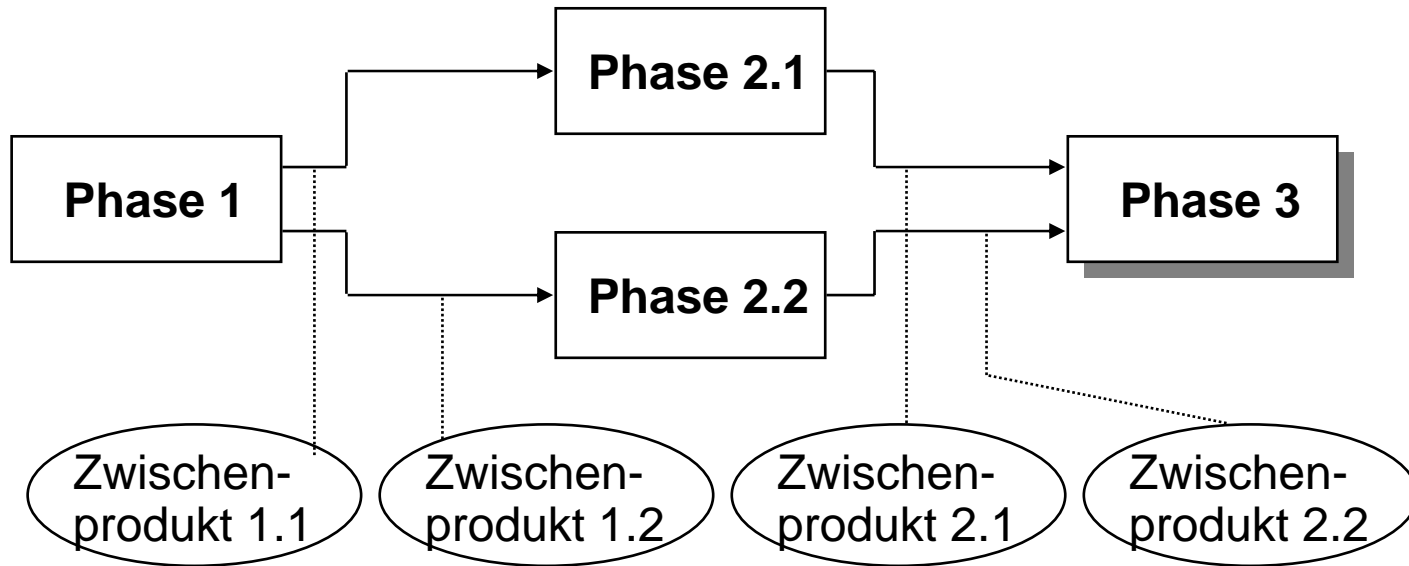 Phase 2.1
Phase 1
Phase 3
Phase 2.2
Zwischen-
produkt 1.1
Zwischen-
produkt 1.2
Zwischen-
produkt 2.1
Zwischen-
produkt 2.2